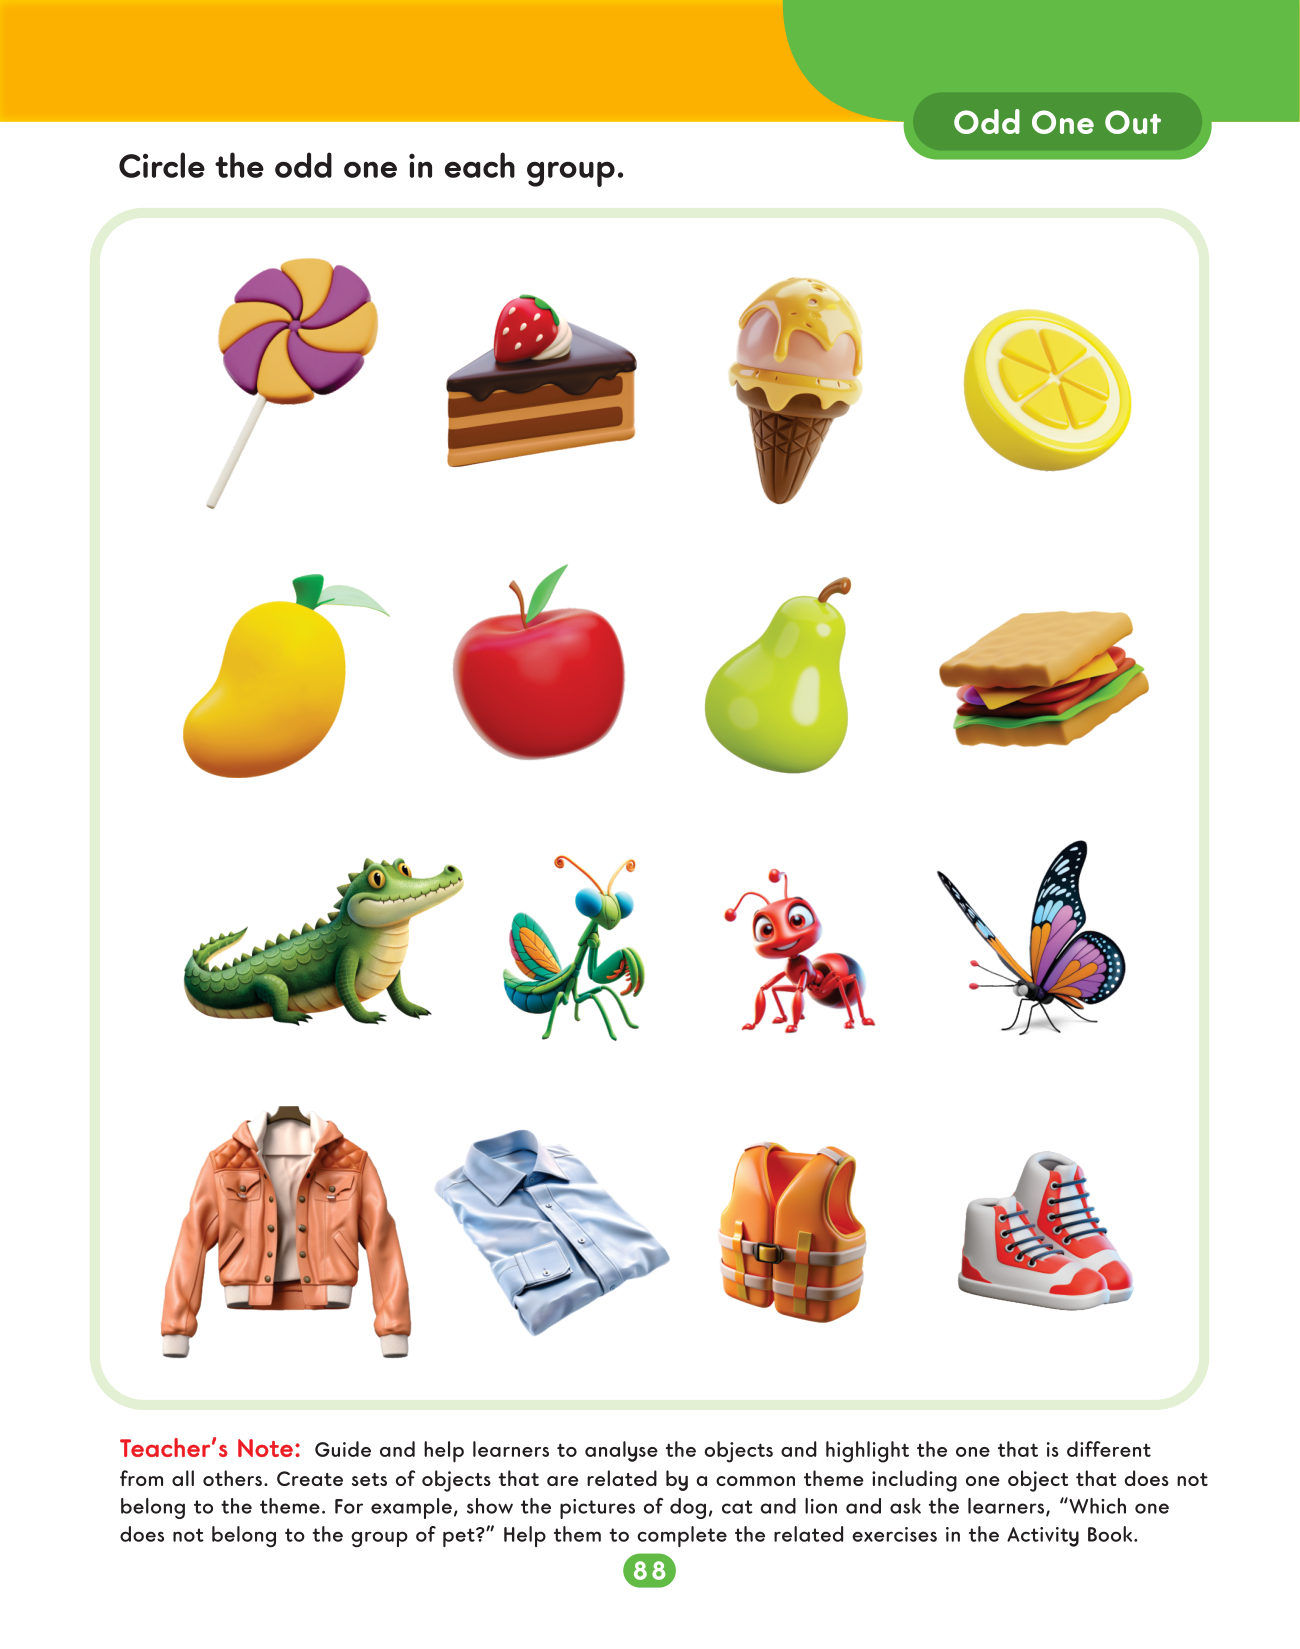 Odd One Out
Circle the odd one in each group.
Teacher's Note: Guide and help learners to analyse the objects and highlight the one that is different
from all others. Create sets of objects that are related by a common theme including one object that does not
belong to the theme. For example, show the pictures of dog, cat and lion and ask the learners, “Which one
does not belong to the group of pet?” Help them to complete the related exercises in the Activity Book.
88